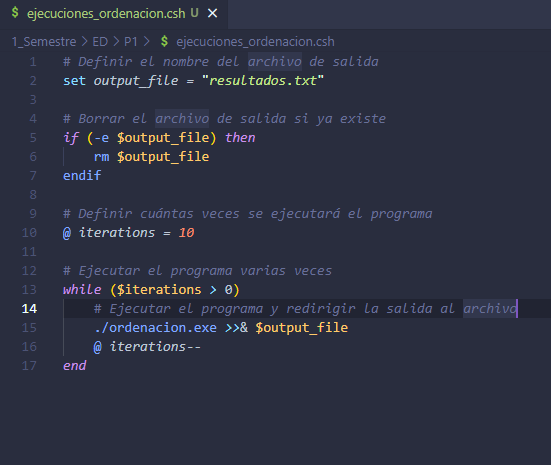 $ ejecuciones_ordenacion.csh U ×
1_Semestre > ED > P1 > $ ejecuciones_ordenacion.csh
1 # Definir el nombre del archivo de salida
2 set output_file = "resultados.txt"
3
4 # Borrar el archivo de salida si ya existe
5 if (-e $output_file) then
6     rm $output_file
7 endif
8
9 # Definir cuántas veces se ejecutará el programa
10 @ iterations = 10
11
12 # Ejecutar el programa varias veces
13 while ($iterations > 0)
14     # Ejecutar el programa y redirigir la salida al archivo
15     ./ordenacion.exe >>& $output_file
16     @ iterations--
17 end